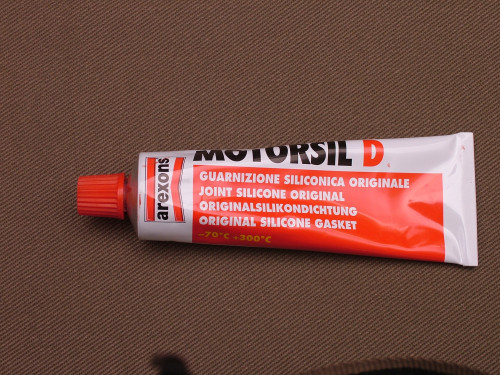 arexons
MOTORSIL D
GUARNIZIONE SILICONICA ORIGINALE
JOINT SILICONE ORIGINAL
ORIGINALSILIKONDICHTUNG
ORIGINAL SILICONE GASKET
-70°C +300°C